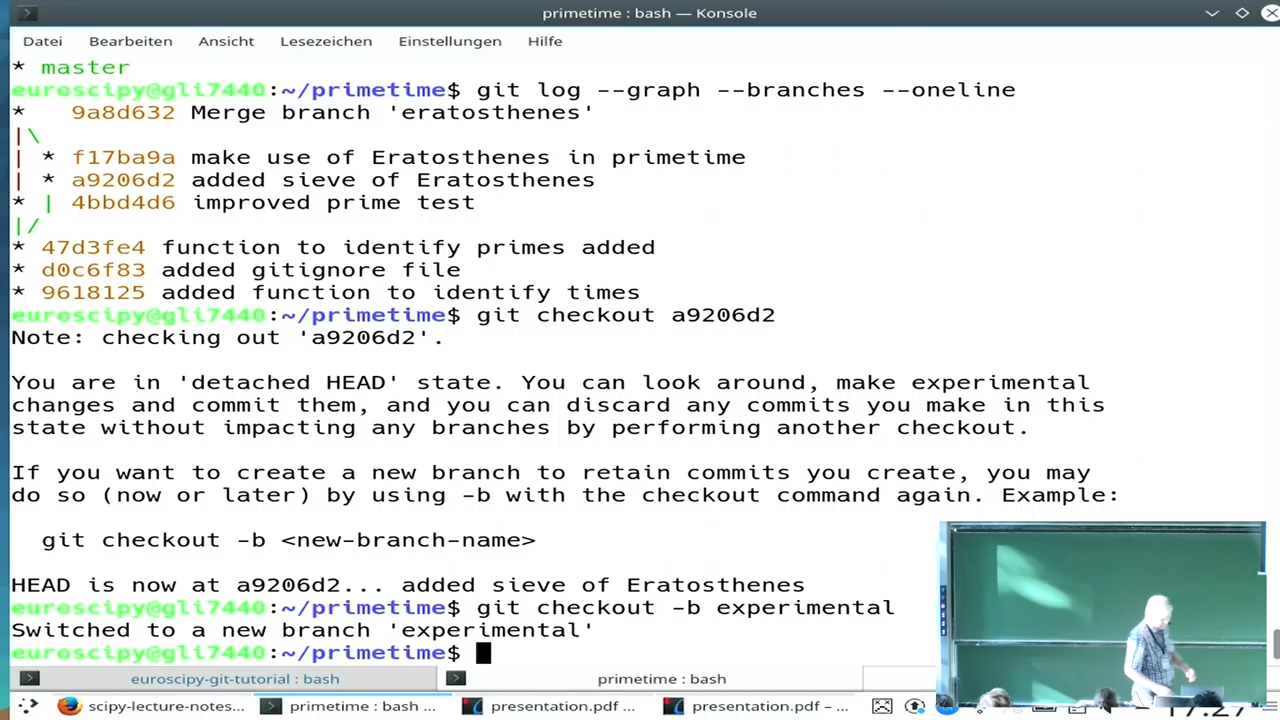 primetime : bash — Konsole
Datei Bearbeiten Ansicht Lesezeichen Einstellungen Hilfe
* master
euroscipy@gli7440:~/primetime$ git log --graph --branches --oneline
*   9a8d632 Merge branch 'eratosthenes'
|\
| * f17ba9a make use of Eratosthenes in primetime
| * a9206d2 added sieve of Eratosthenes
* | 4bbd4d6 improved prime test
|/
* 47d3fe4 function to identify primes added
* d0c6f83 added gitignore file
* 9618125 added function to identify times
euroscipy@gli7440:~/primetime$ git checkout a9206d2
Note: checking out 'a9206d2'.
You are in 'detached HEAD' state. You can look around, make experimental
changes and commit them, and you can discard any commits you make in this
state without impacting any branches by performing another checkout.
If you want to create a new branch to retain commits you create, you may
do so (now or later) by using -b with the checkout command again. Example:
git checkout -b <new-branch-name>
HEAD is now at a9206d2... added sieve of Eratosthenes
euroscipy@gli7440:~/primetime$ git checkout -b experimental
Switched to a new branch 'experimental'
euroscipy@gli7440:~/primetime$
euroscipy-git-tutorial : bash primetime : bash
scipy-lecture-notes... primetime : bash ... presentation.pdf ... presentation.pdf – ... 17:27